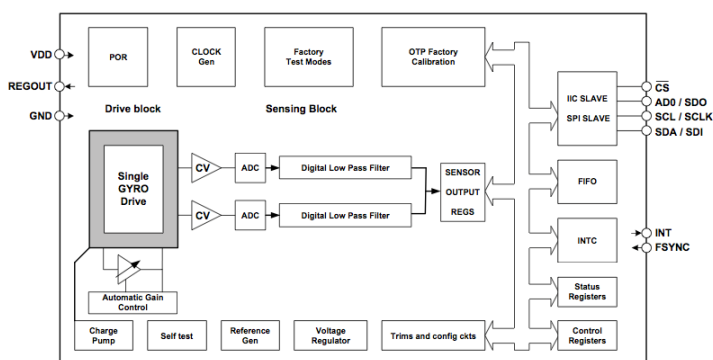 VDD
REGOUT
GND
POR
CLOCK
Gen
Factory
Test Modes
OTP Factory
Calibration
Drive block
Sensing Block
Single
GYRO
Drive
CV
ADC
Digital Low Pass Filter
CV
ADC
Digital Low Pass Filter
SENSOR
OUTPUT
REGS
Automatic Gain
Control
Charge
Pump
Self test
Reference
Gen
Voltage
Regulator
Trims and config ckts
IIC SLAVE
SPI SLAVE
FIFO
INTC
Status
Registers
Control
Registers
CS
AD0 / SDO
SCL / SCLK
SDA / SDI
INT
FSYNC